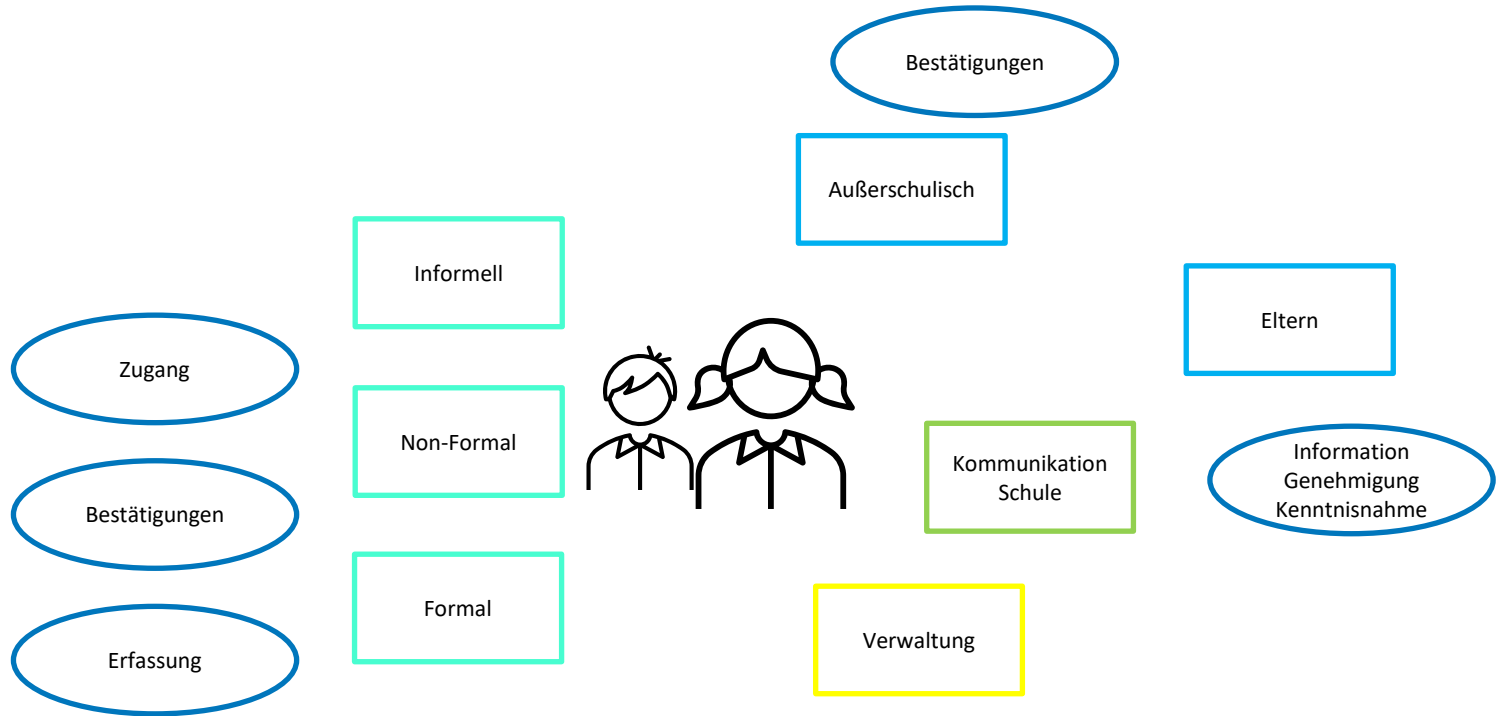 Bestätigungen
Außerschulisch
Informell
Eltern
Zugang
Non-Formal
Kommunikation
Schule
Information
Genehmigung
Kenntnisnahme
Bestätigungen
Formal
Verwaltung
Erfassung